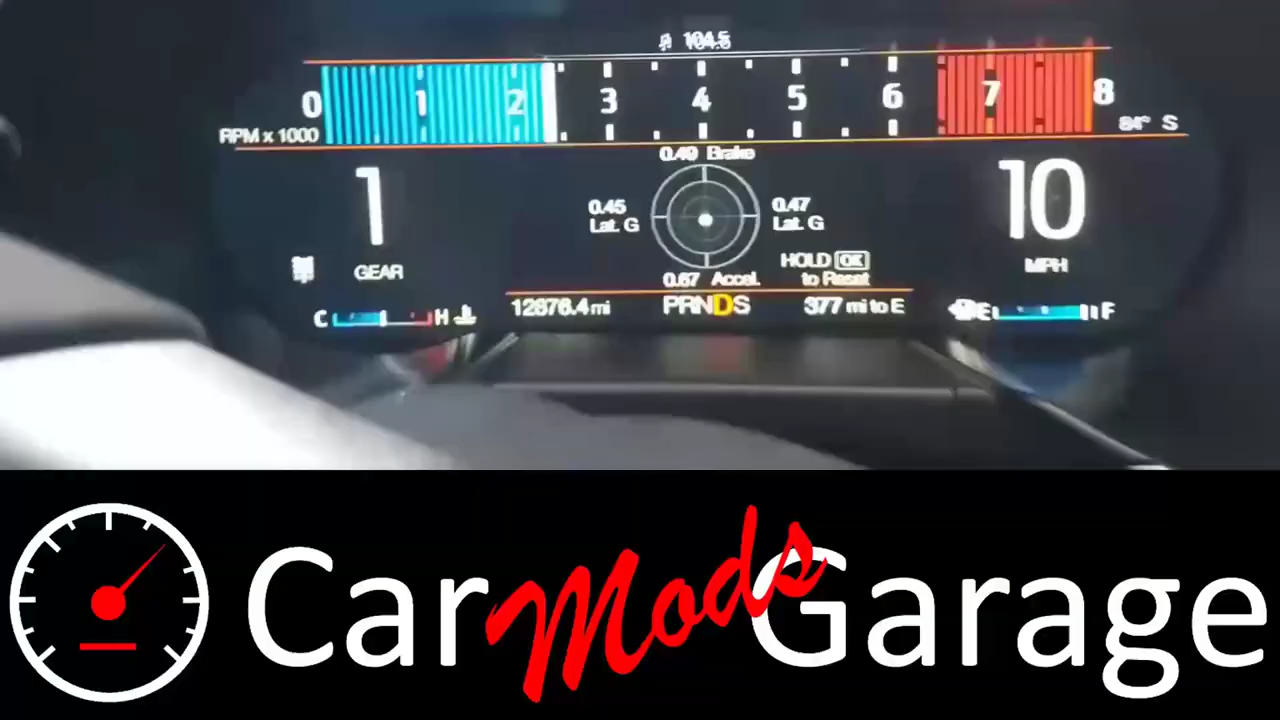 104.5
0 1 2 3 4 5 6 7 8
RPM x 1000
84° S
0.49 Brake
1
0.45
Lat. G
0.47
Lat. G
10
GEAR
HOLD OK
to Reset
MPH
0.67 Accel.
C H
12876.4 mi
PRNDS
377 mi to E
E F
Car Mods Garage